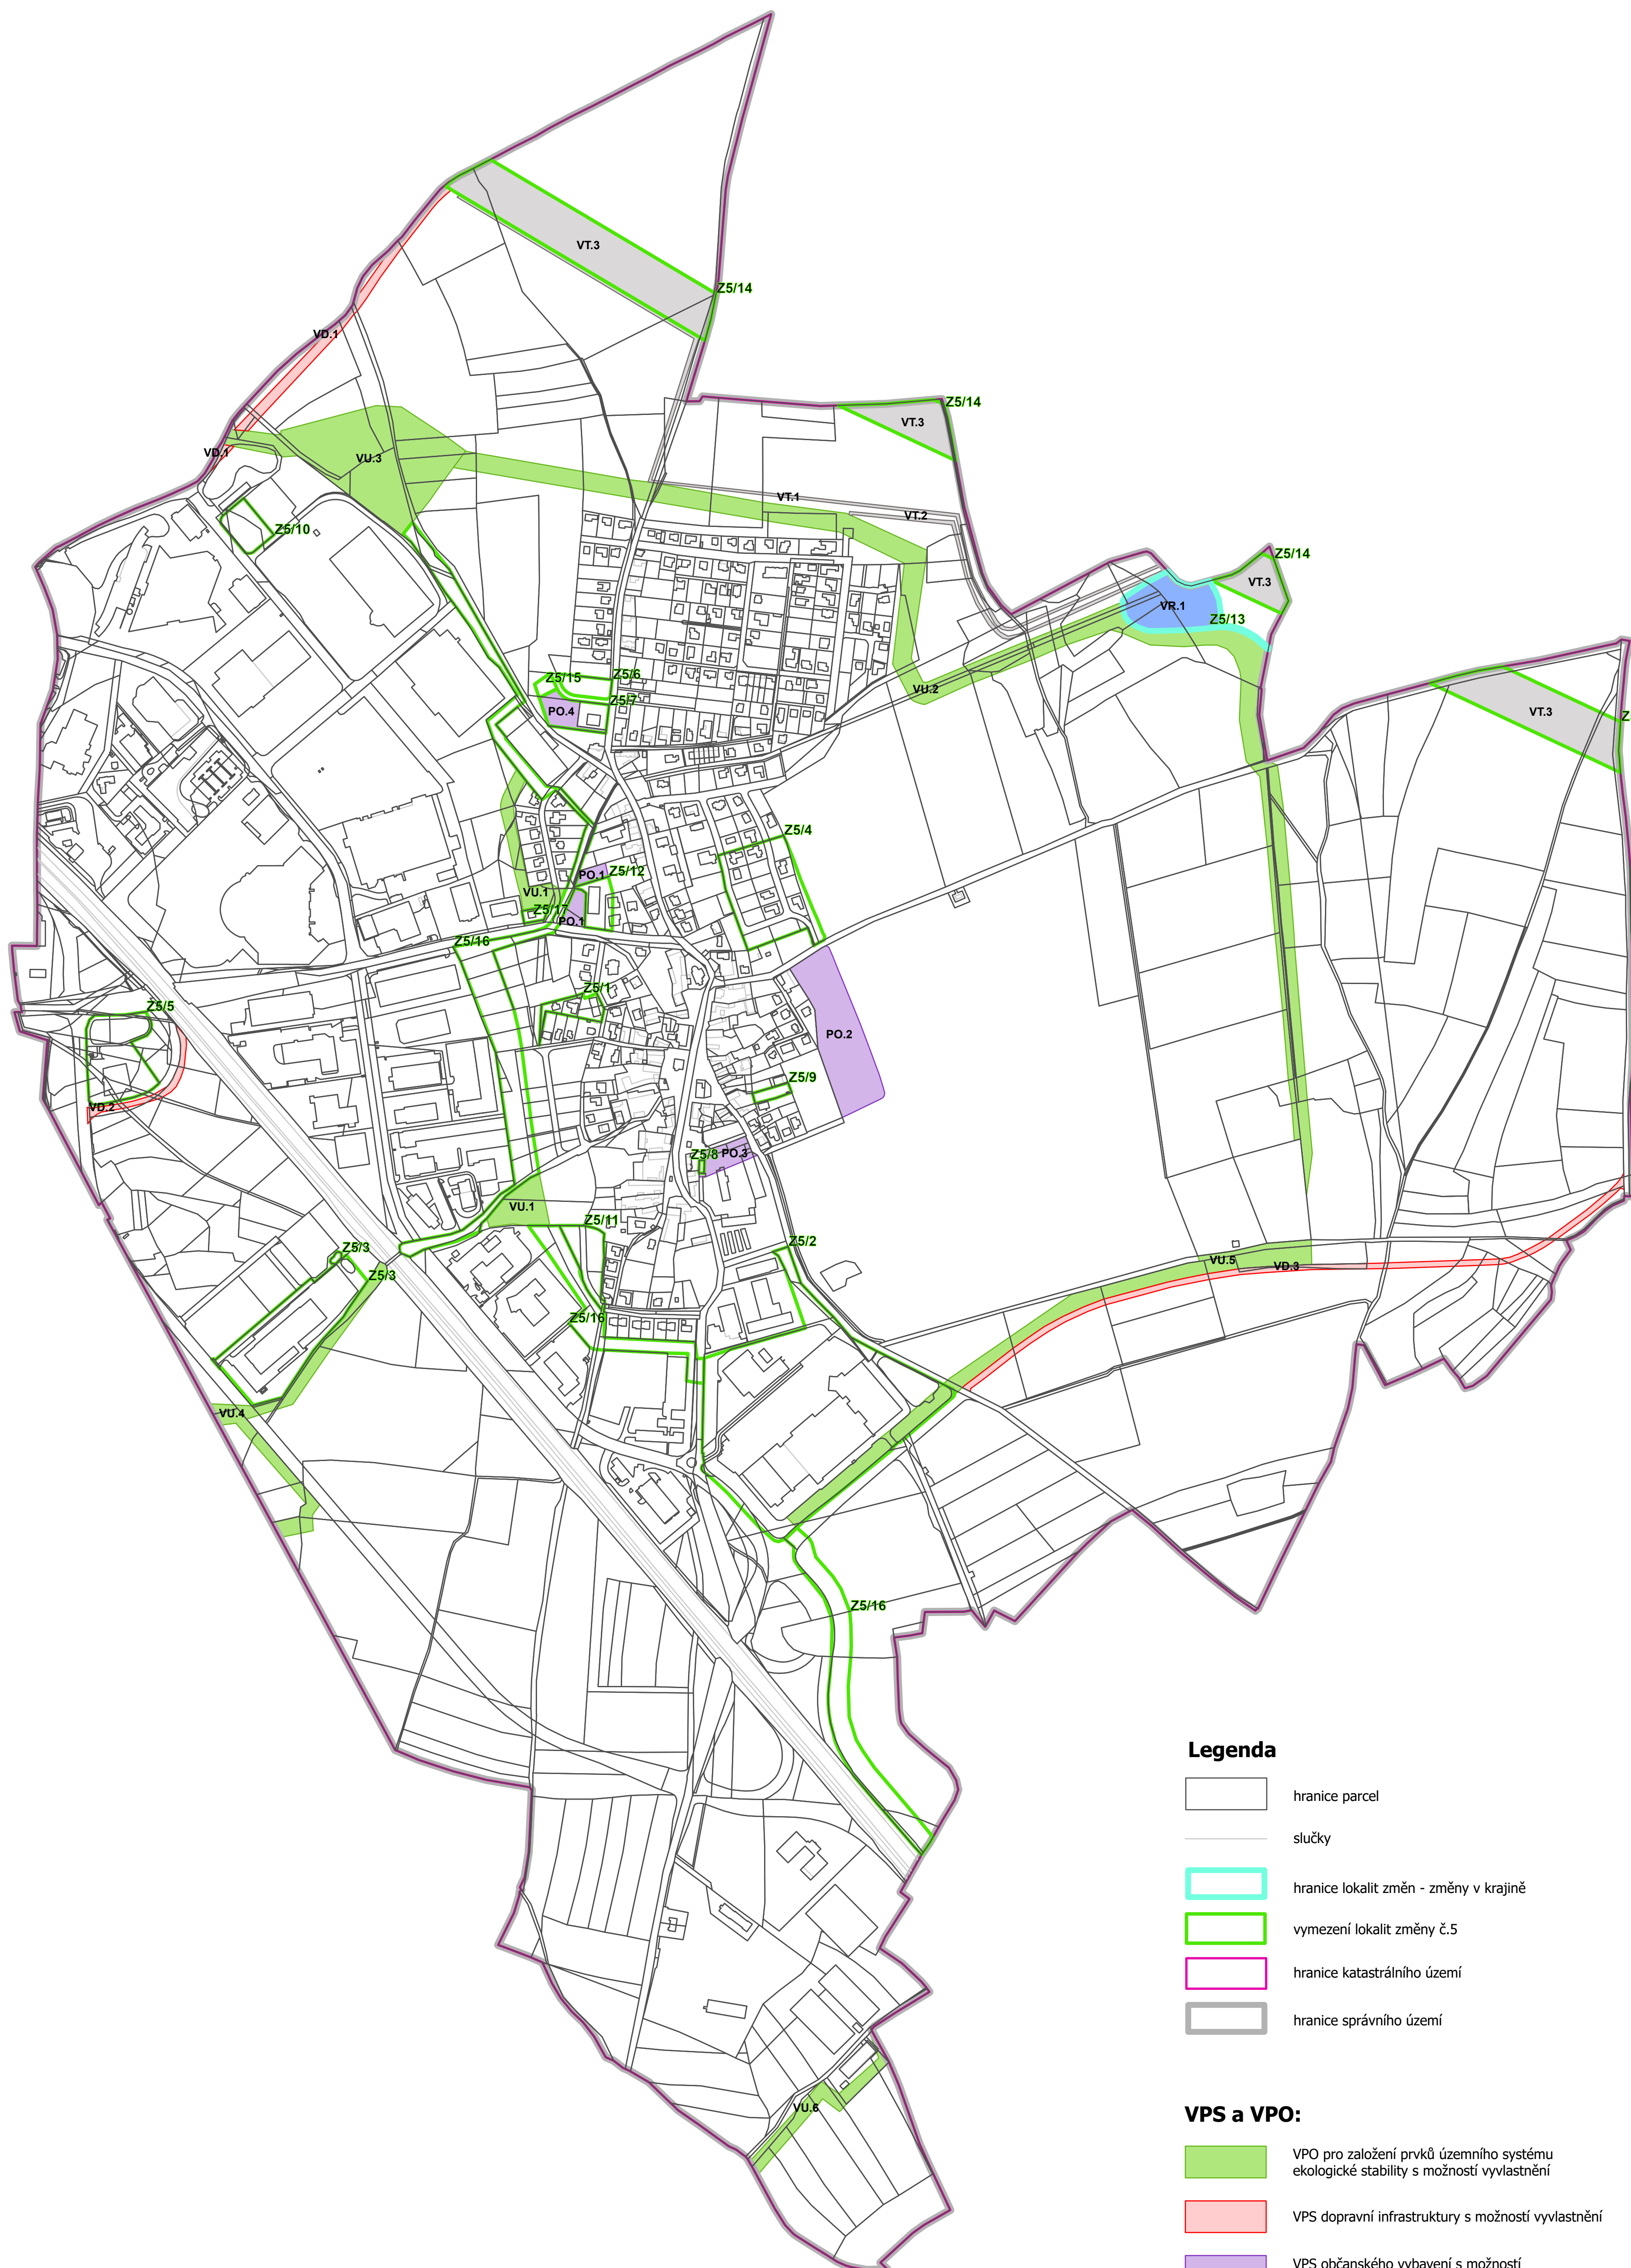 VT.3
Z5/14
VD.1
Z5/14
VT.3
VD.1
VU.3
VT.1
VT.2
Z5/10
Z5/14
VT.3
VR.1
Z5/13
Z5/15
Z5/6
VU.2
Z5/7
PO.4
VT.3
Z
Z5/4
Z5/12
PO.1
VU.1
Z5/17
PO.1
Z5/16
Z5/1
Z5/5
PO.2
Z5/9
VD.2
Z5/8
PO.3
VU.1
Z5/11
Z5/2
Z5/3
VU.5
VD.3
Z5/3
Z5/16
VU.4
Z5/16
Legenda
hranice parcel
slučky
hranice lokalit změn - změny v krajině
vymezení lokalit změny č.5
hranice katastrálního území
hranice správního území
VU.6
VPS a VPO:
VPO pro založení prvků územního systému
ekologické stability s možností vyvlastnění
VPS dopravní infrastruktury s možností vyvlastnění
VPS občanského vybavení s možností